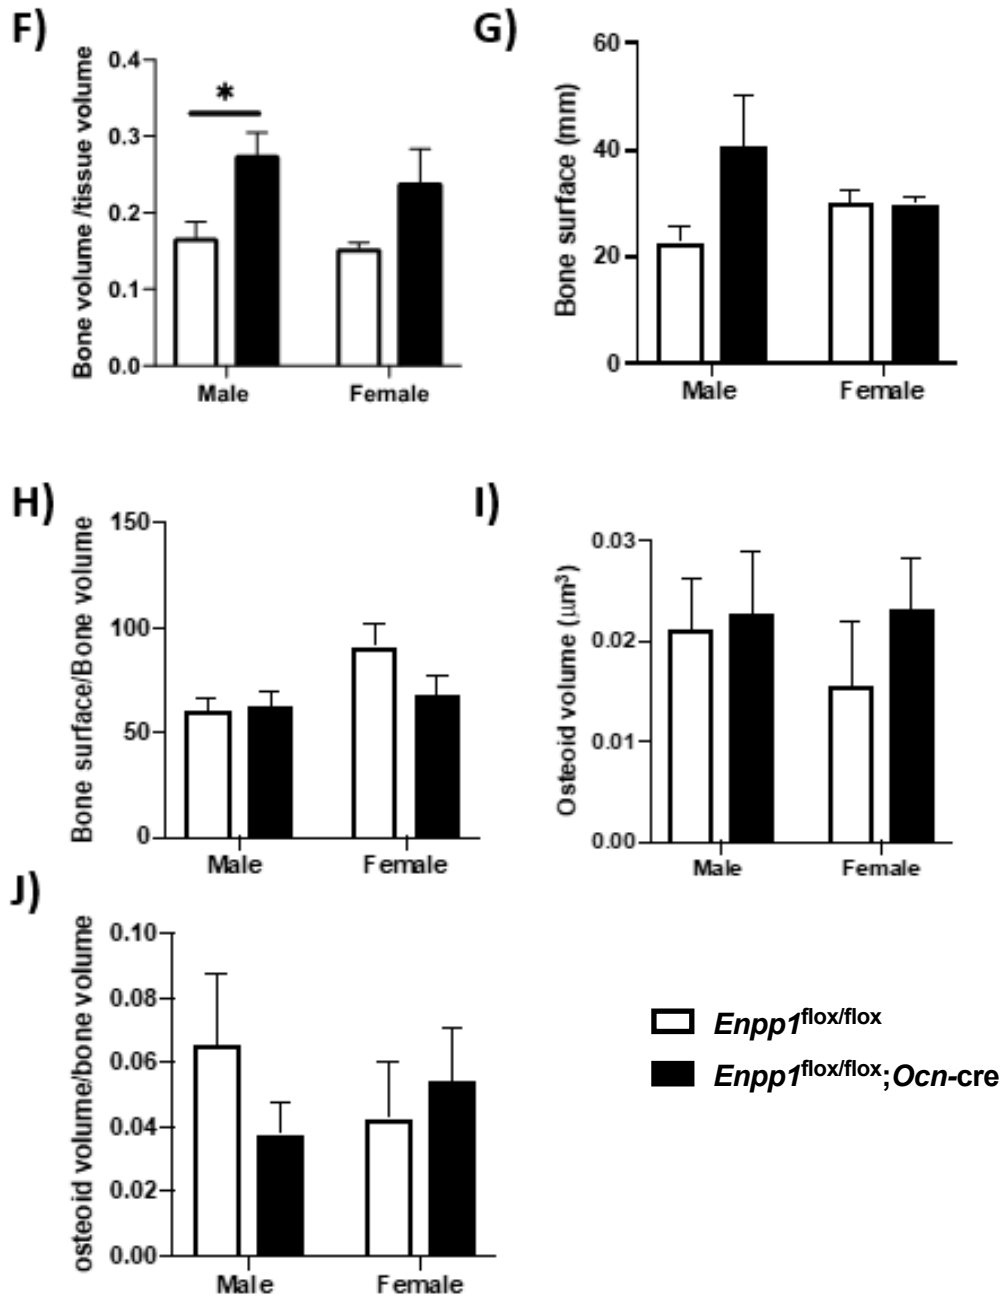 F)
Bone volume /tissue volume
0.4
0.3
0.2
0.1
0.0
*
Male Female
G)
Bone surface (mm)
60
40
20
0
Male Female
H)
Bone surface/Bone volume
150
100
50
0
Male Female
I)
Osteoid volume (μm³)
0.03
0.02
0.01
0.00
Male Female
J)
osteoid volume/bone volume
0.10
0.08
0.06
0.04
0.02
0.00
Male Female
Enpp1flox/flox
Enpp1flox/flox;Ocn-cre